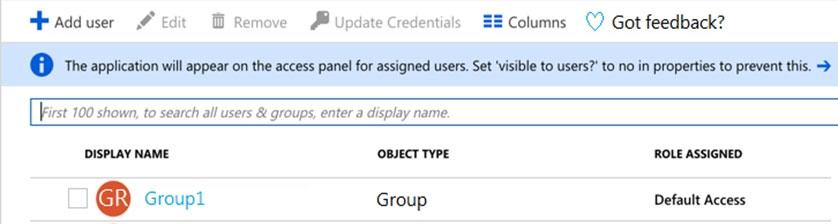 Add user Edit Remove Update Credentials Columns Got feedback?
The application will appear on the access panel for assigned users. Set 'visible to users?' to no in properties to prevent this.
First 100 shown, to search all users & groups, enter a display name.
DISPLAY NAME OBJECT TYPE ROLE ASSIGNED
GR Group1 Group Default Access